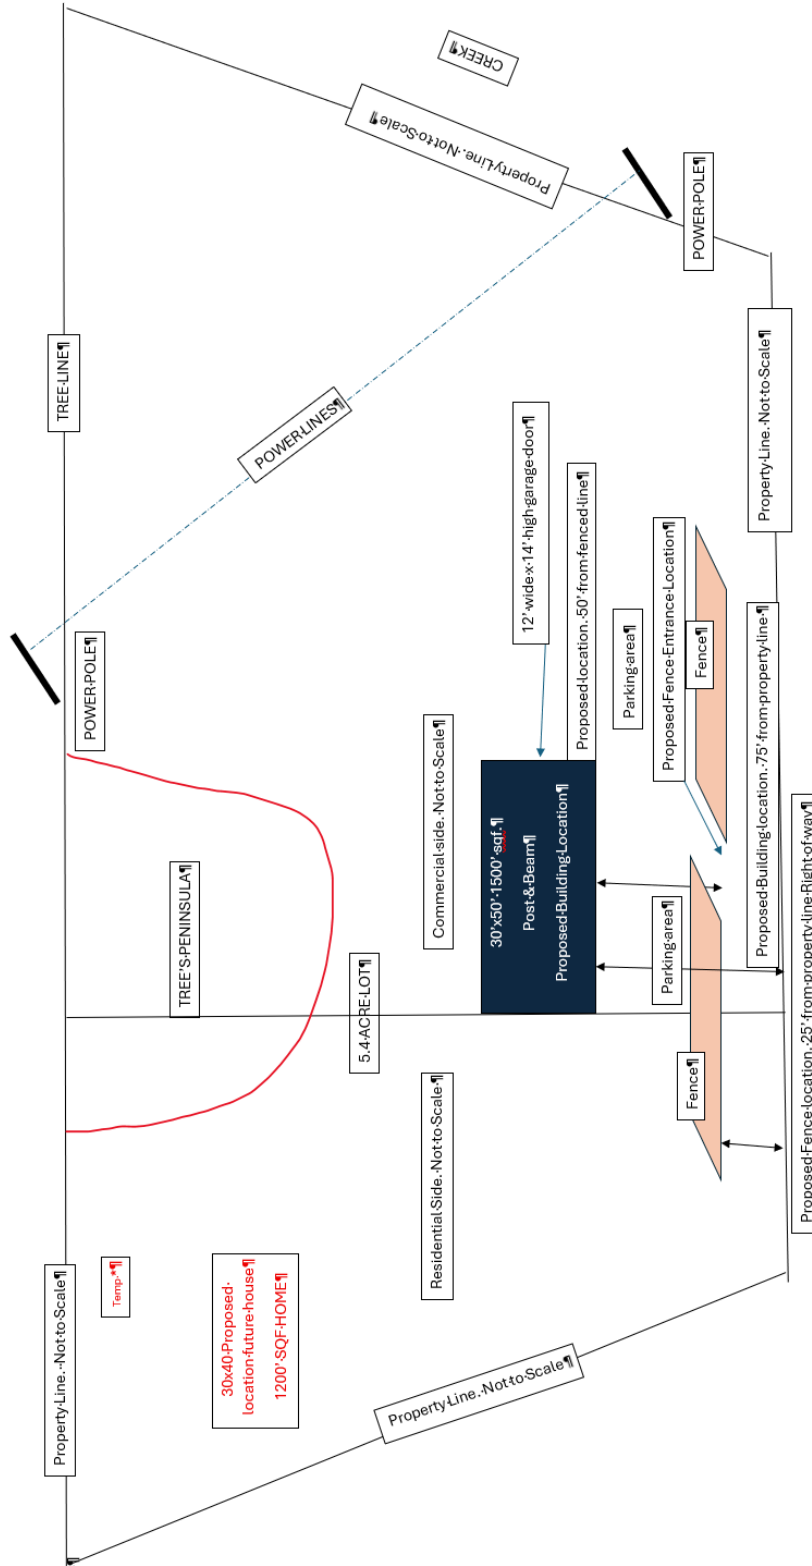 ¶
Property·Line.·Not·to·Scale¶
TREE·LINE¶
Temp·*¶
POWER·POLE¶
TREE'S·PENINSULA¶
30x40·Proposed·
location·future·house¶
1200'·SQF·HOME¶
POWER·LINES¶
5.4·ACRE·LOT¶
Property·Line.·Not·to·Scale¶
Property·Line.·Not·to·Scale¶
CREEK¶
Residential·Side.·Not·to·Scale¶
Commercial·side.·Not·to·Scale¶
30'x50'·1500'·sqf.¶
Post·&·Beam¶
Proposed·Building·Location¶
12'·wide·x·14'·high·garage·door¶
Proposed·location.·50'·from·fenced·line¶
Parking·area¶
Parking·area¶
Proposed·Fence·Entrance·Location¶
Fence¶
Fence¶
POWER·POLE¶
Proposed·Building·location.·75'·from·property·line·¶
Property·Line.·Not·to·Scale¶
Proposed·Fence·location.·25'·from·property·line·Right·of·way¶